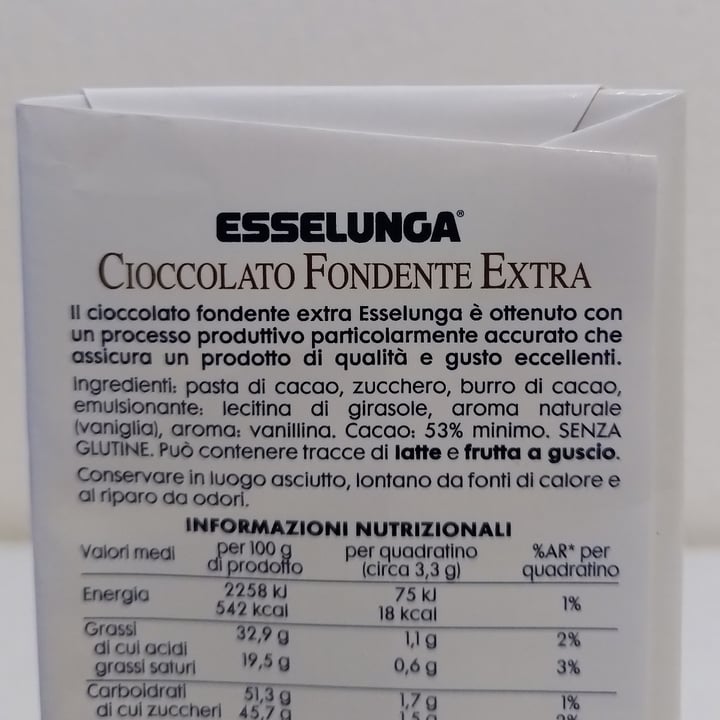 ESSELUNGA®
CIOCCOLATO FONDENTE EXTRA
Il cioccolato fondente extra Esselunga è ottenuto con
un processo produttivo particolarmente accurato che
assicura un prodotto di qualità e gusto eccellenti.
Ingredienti: pasta di cacao, zucchero, burro di cacao,
emulsionante: lecitina di girasole, aroma naturale
(vaniglia), aroma: vanillina. Cacao: 53% minimo. SENZA
GLUTINE. Può contenere tracce di latte e frutta a guscio.
Conservare in luogo asciutto, lontano da fonti di calore e
al riparo da odori.
INFORMAZIONI NUTRIZIONALI
Valori medi per 100 g di prodotto per quadratino (circa 3,3 g) %AR* per quadratino
Energia 2258 kJ 542 kcal 75 kJ 18 kcal 1%
Grassi 32,9 g 1,1 g 2%
di cui acidi
grassi saturi 19,5 g 0,6 g 3%
Carboidrati 51,3 g 1,7 g 1%
di cui zuccheri 45,7 g 1,5 g 2%